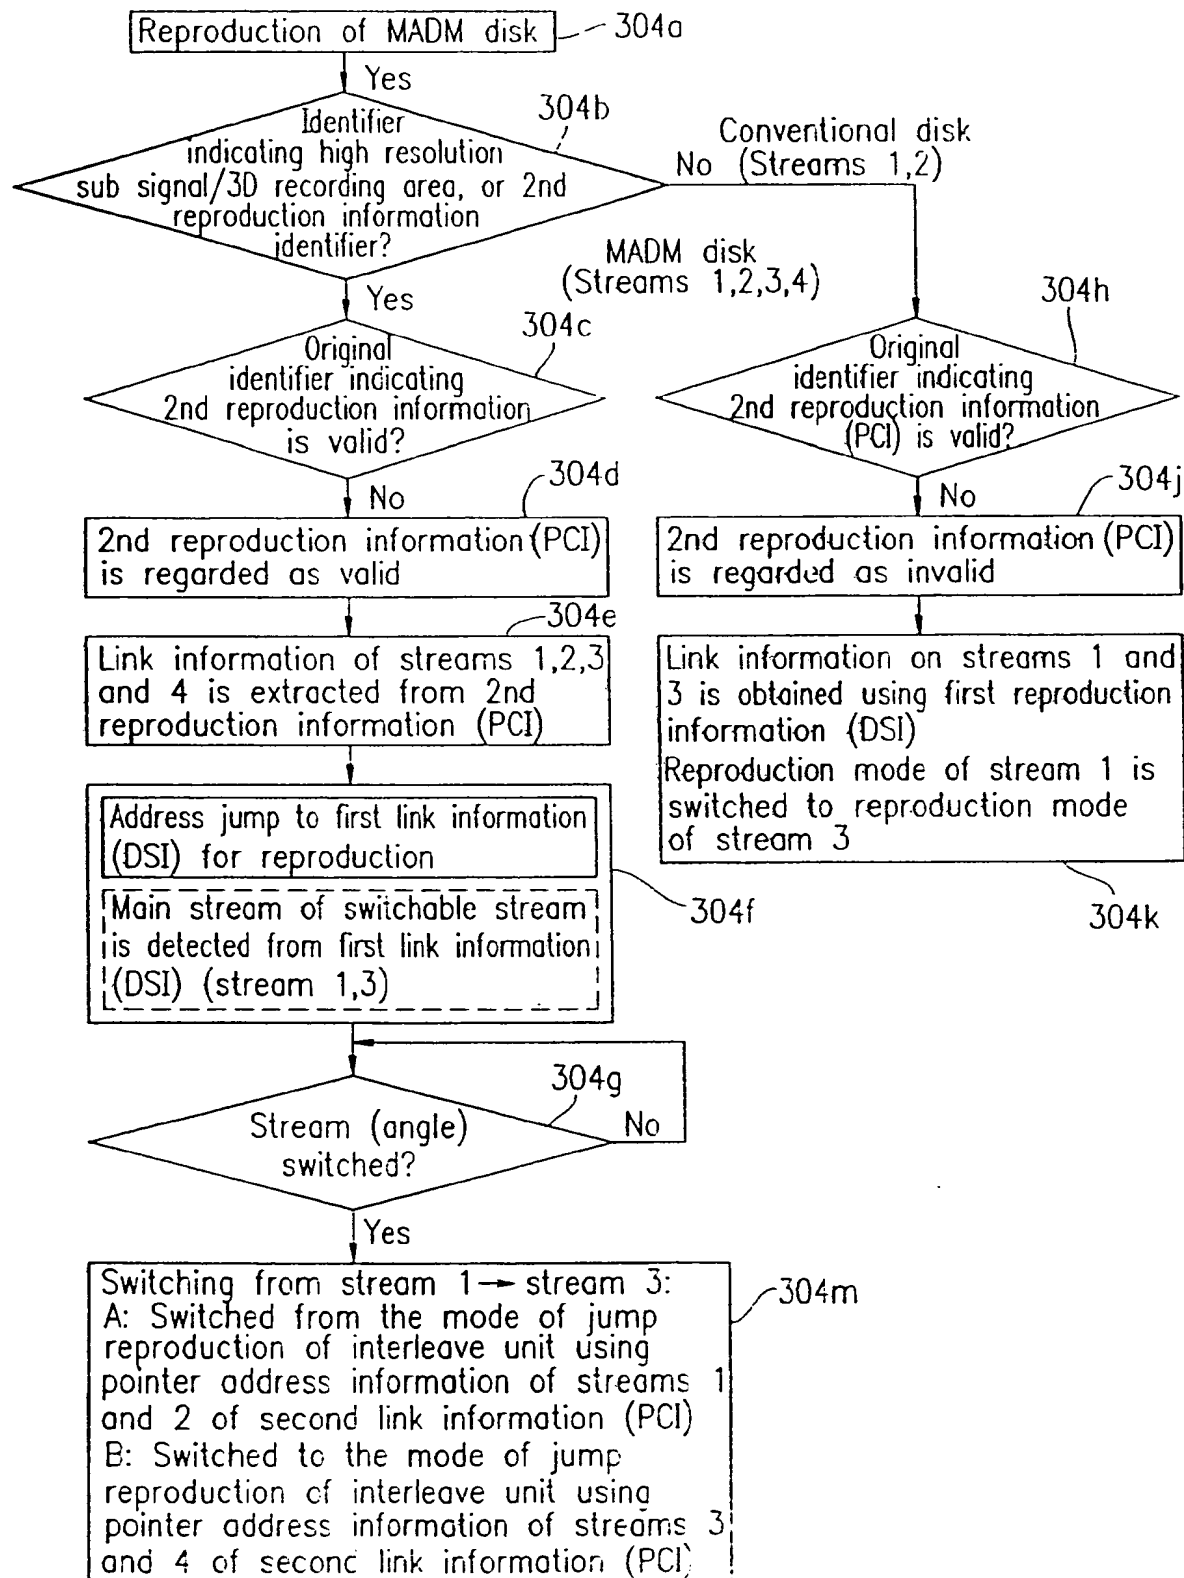 Reproduction of MADM disk
304a
Yes
304b
Identifier
indicating high resolution
sub signal/3D recording area, or 2nd
reproduction information
identifier?
Conventional disk
No (Streams 1,2)
Yes
MADM disk
(Streams 1,2,3,4)
304c
Original
identifier indicating
2nd reproduction information
is valid?
304h
Original
identifier indicating
2nd reproduction information
(PCI) is valid?
No
304d
2nd reproduction information (PCI)
is regarded as valid
No
304j
2nd reproduction information (PCI)
is regarded as invalid
304e
Link information of streams 1,2,3
and 4 is extracted from 2nd
reproduction information (PCI)
Link information on streams 1 and
3 is obtained using first reproduction
information (DSI)
Reproduction mode of stream 1 is
switched to reproduction mode
of stream 3
304k
Address jump to first link information
(DSI) for reproduction
Main stream of switchable stream
is detected from first link information
(DSI) (stream 1,3)
304f
304g
Stream (angle)
switched?
No
Yes
Switching from stream 1→ stream 3:
A: Switched from the mode of jump
reproduction of interleave unit using
pointer address information of streams 1
and 2 of second link information (PCI)
B: Switched to the mode of jump
reproduction of interleave unit using
pointer address information of streams 3
and 4 of second link information (PCI)
304m